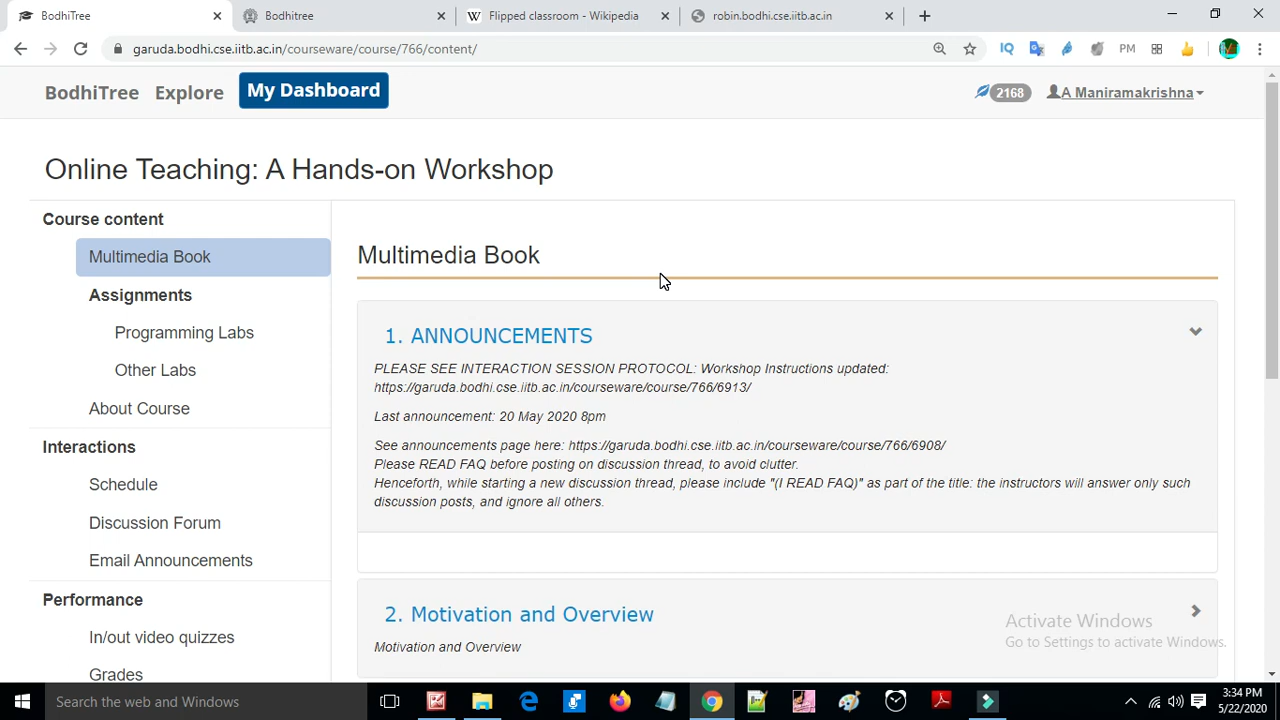 BodhiTree
Bodhitree
Flipped classroom - Wikipedia
robin.bodhi.cse.iitb.ac.in
garuda.bodhi.cse.iitb.ac.in/courseware/course/766/content/
IQ
PM
BodhiTree
Explore
My Dashboard
2168
A Maniramakrishna
Online Teaching: A Hands-on Workshop
Course content
Multimedia Book
Assignments
Programming Labs
Other Labs
About Course
Interactions
Schedule
Discussion Forum
Email Announcements
Performance
In/out video quizzes
Grades
Multimedia Book
1. ANNOUNCEMENTS
PLEASE SEE INTERACTION SESSION PROTOCOL: Workshop Instructions updated:
https://garuda.bodhi.cse.iitb.ac.in/courseware/course/766/6913/
Last announcement: 20 May 2020 8pm
See announcements page here: https://garuda.bodhi.cse.iitb.ac.in/courseware/course/766/6908/
Please READ FAQ before posting on discussion thread, to avoid clutter.
Henceforth, while starting a new discussion thread, please include "(I READ FAQ)" as part of the title: the instructors will answer only such
discussion posts, and ignore all others.
2. Motivation and Overview
Motivation and Overview
Activate Windows
Go to Settings to activate Windows.
Search the web and Windows
3:34 PM
5/22/2020